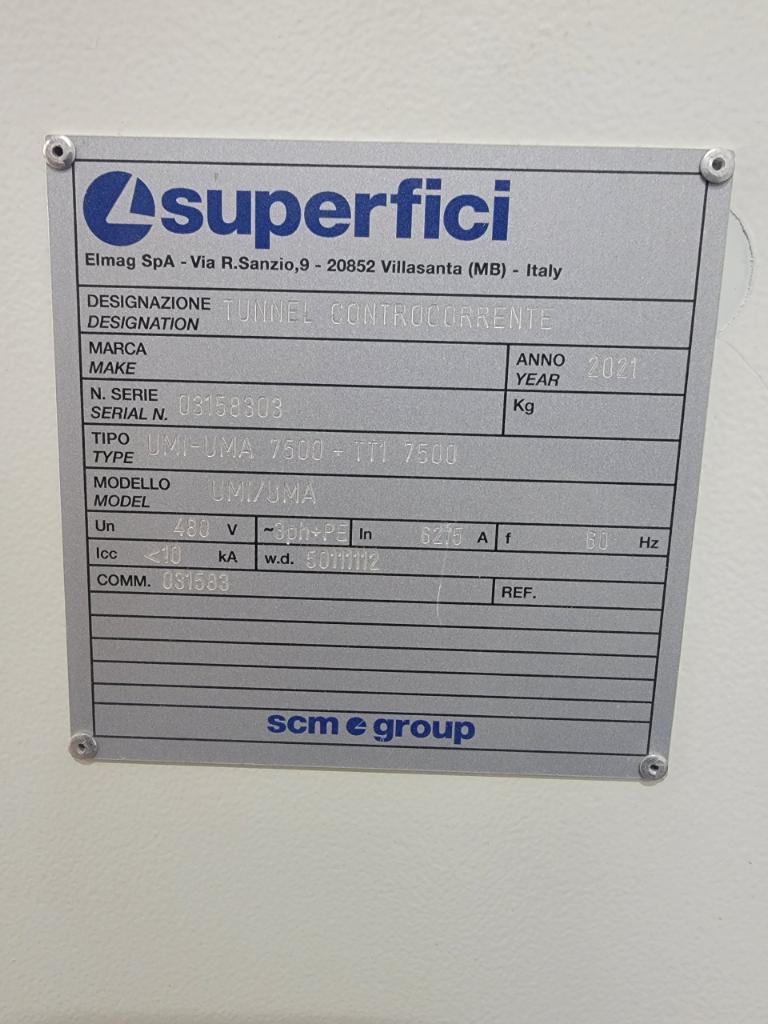 superfici
Elmag SpA - Via R.Sanzio,9 - 20852 Villasanta (MB) - Italy
DESIGNAZIONE TUNNEL CONTROCORRENTE
DESIGNATION
MARCA
MAKE
ANNO 2021
YEAR
N. SERIE 03158303
SERIAL N.
Kg
TIPO UMI-UMA 7500 + TT1 7500
TYPE
MODELLO UMI/UMA
MODEL
Un 480 V ~3ph+PE In 62,5 A f 60 Hz
Icc <10 kA w.d. 50111112
COMM. 031583 REF.
scm group